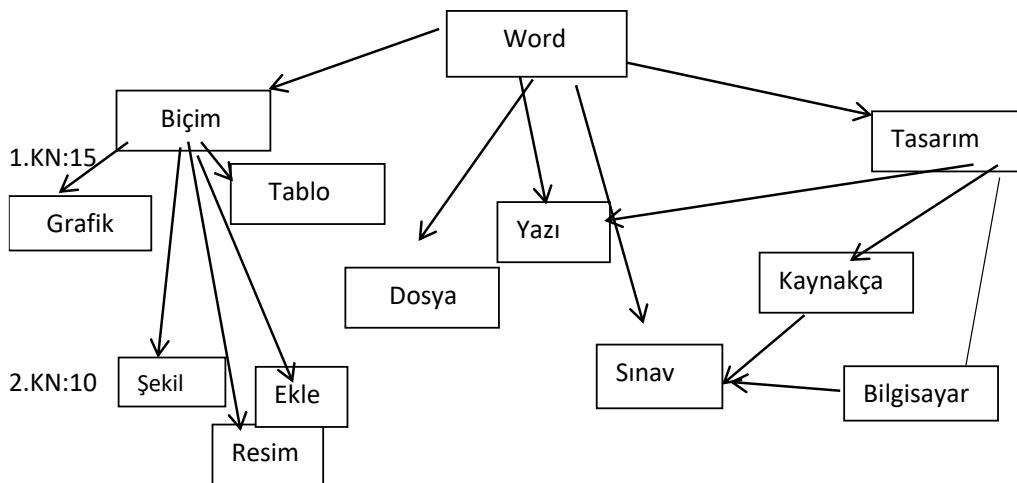 Word
Biçim
Tasarım
1.KN:15
Tablo
Grafik
Yazı
Kaynakça
Dosya
Sınav
2.KN:10
Şekil
Ekle
Bilgisayar
Resim